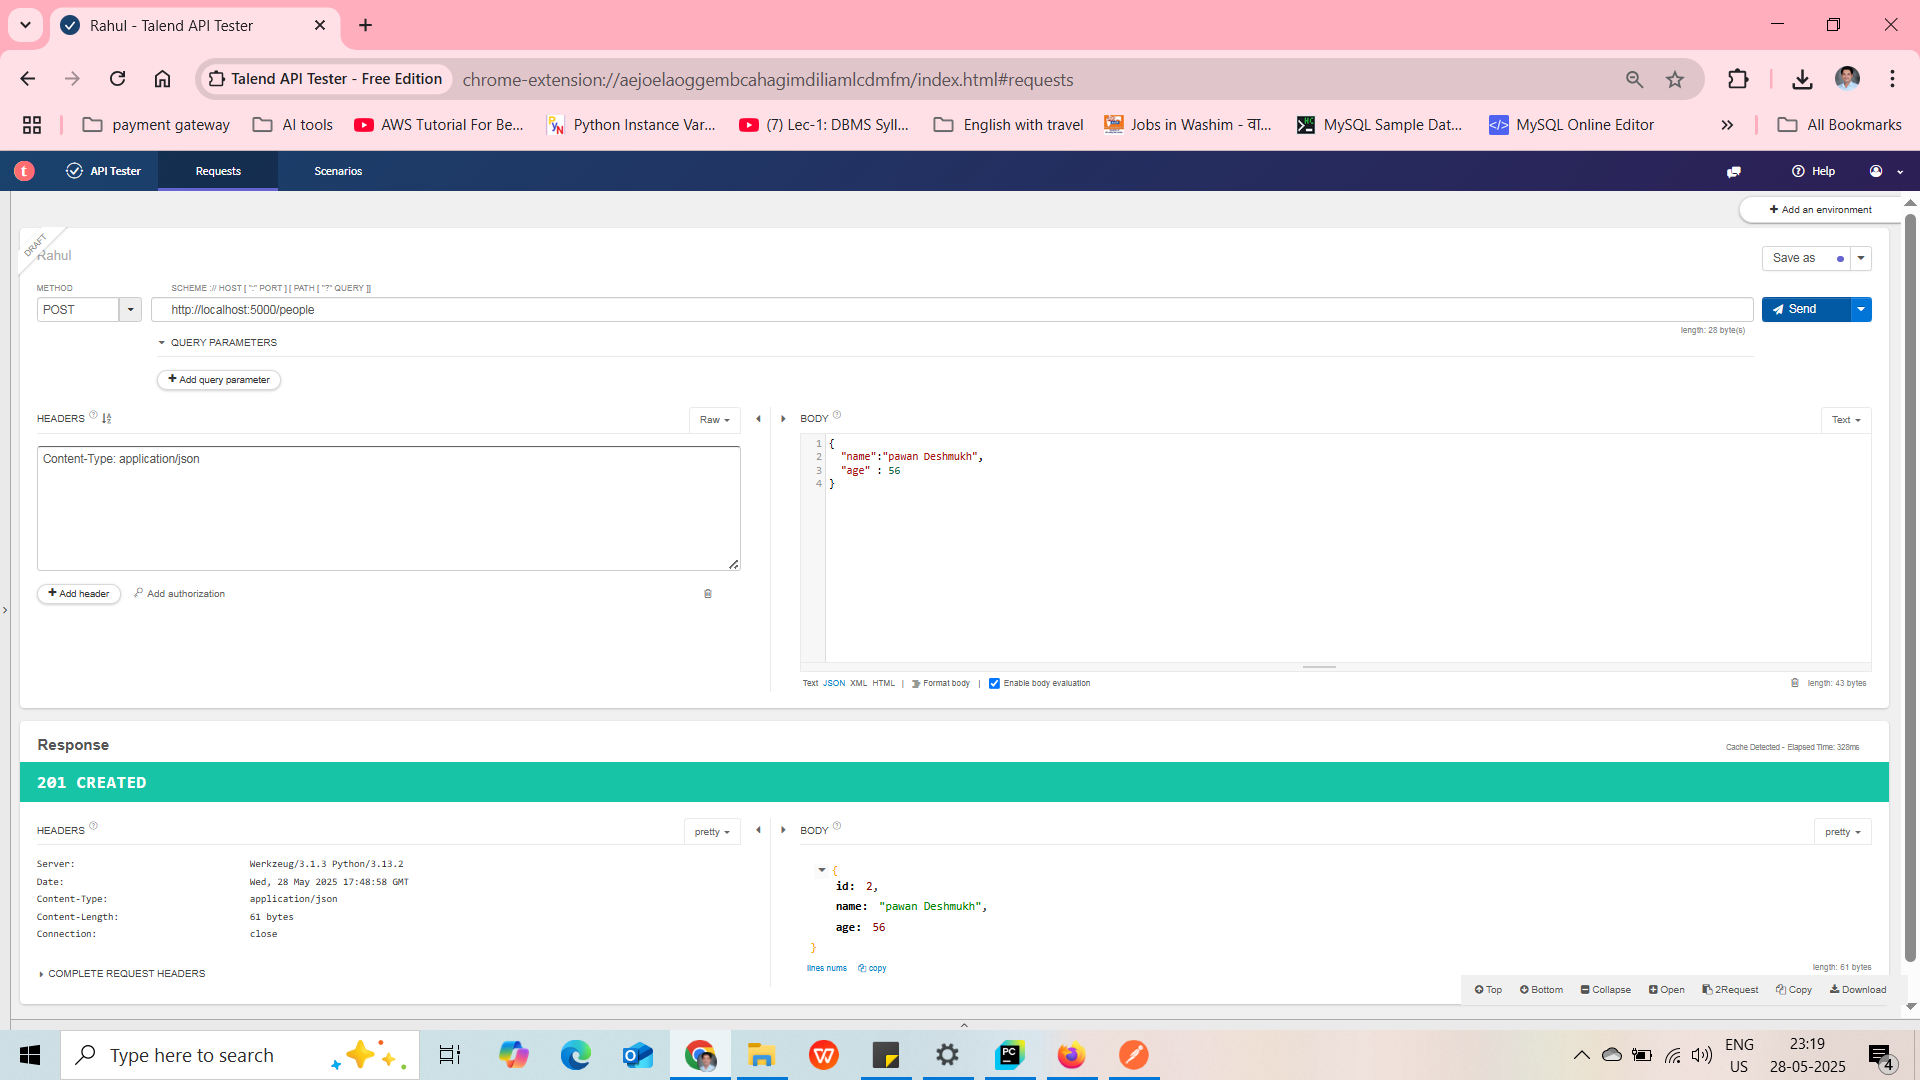 Rahul - Talend API Tester
Talend API Tester - Free Edition
chrome-extension://aejoelaoggembcahagimdiliamlcdmfm/index.html#requests
payment gateway
AI tools
AWS Tutorial For Be...
Python Instance Var...
(7) Lec-1: DBMS Syll...
English with travel
Jobs in Washim - वा...
MySQL Sample Dat...
MySQL Online Editor
All Bookmarks
t
API Tester
Requests
Scenarios
Help
Add an environment
DRAFT
Rahul
Save as
METHOD
SCHEME :// HOST [ ":" PORT ] [ PATH [ "?" QUERY ]]
POST
http://localhost:5000/people
Send
length: 28 byte(s)
QUERY PARAMETERS
Add query parameter
HEADERS
Raw
Content-Type: application/json
Add header
Add authorization
BODY
Text
1 {
2 "name":"pawan Deshmukh",
3 "age" : 56
4 }
Text JSON XML HTML | Format body | Enable body evaluation
length: 43 bytes
Response
Cache Detected - Elapsed Time: 328ms
201 CREATED
HEADERS
pretty
Server: Werkzeug/3.1.3 Python/3.13.2
Date: Wed, 28 May 2025 17:48:58 GMT
Content-Type: application/json
Content-Length: 61 bytes
Connection: close
COMPLETE REQUEST HEADERS
BODY
pretty
{
id: 2,
name: "pawan Deshmukh",
age: 56
}
lines nums
copy
length: 61 bytes
Top
Bottom
Collapse
Open
2Request
Copy
Download
Type here to search
ENG
US
23:19
28-05-2025
4